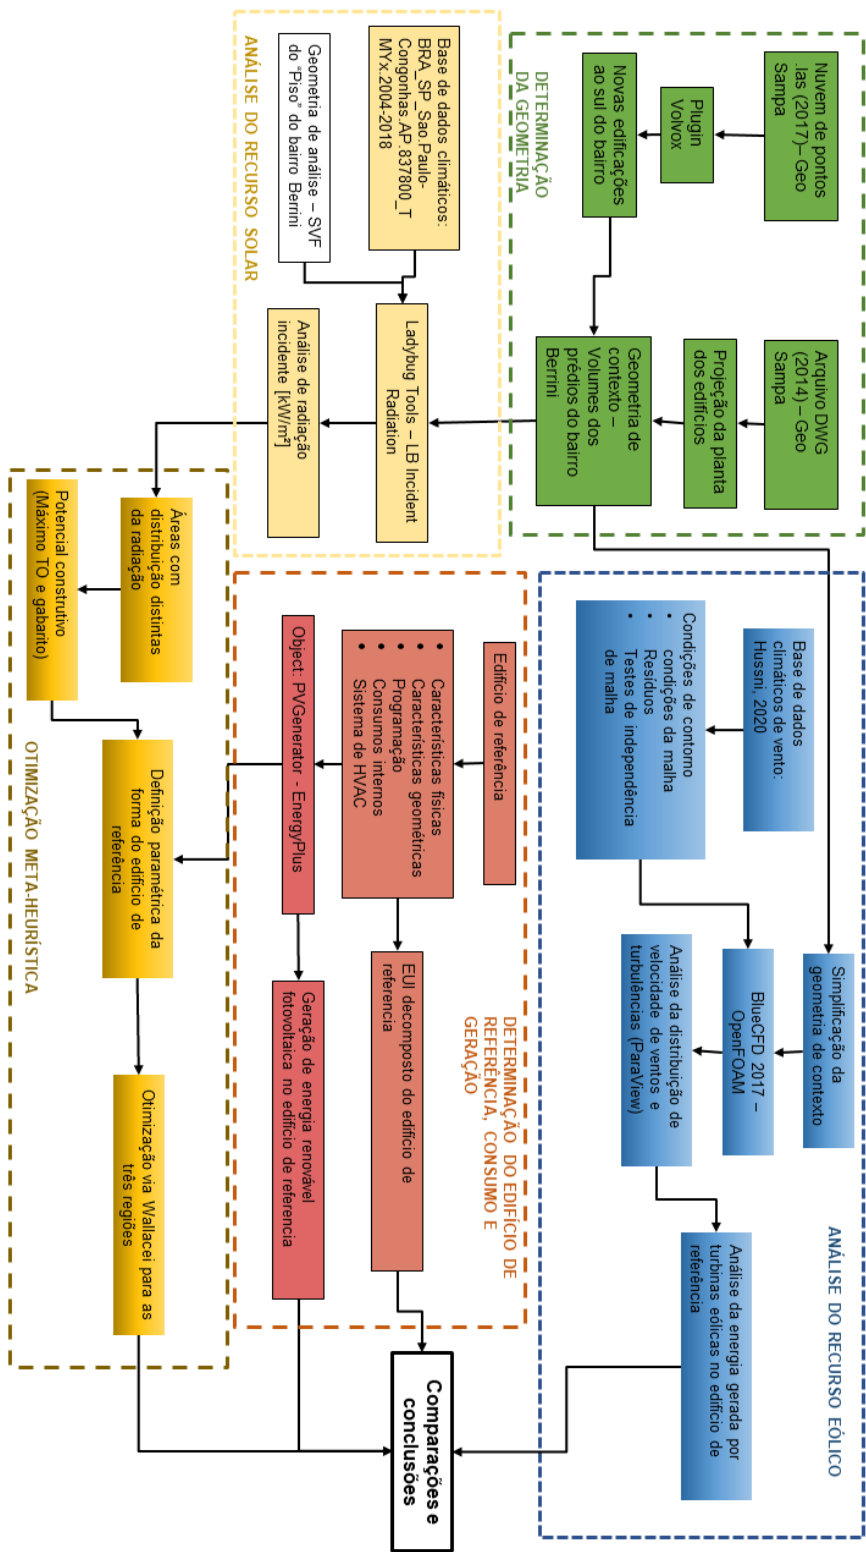 DETERMINAÇÃO
DA GEOMETRIA
Nuvem de pontos
.las (2017)– Geo
Sampa
Plugin
Volvox
Novas edificações
ao sul do bairro
Arquivo DWG
(2014) – Geo
Sampa
Projeção da planta
dos edifícios
Geometria de
contexto –
Volumes dos
prédios do bairro
Berrini
ANÁLISE DO RECURSO SOLAR
Base de dados climáticos:
BRA_SP_Sao.Paulo-
Congonhas.AP.837800_T
MYx.2004-2018
Geometria de análise – SVF
do “Piso” do bairro Berrini
Ladybug Tools – LB Incident
Radiation
Análise de radiação
incidente [kW/m²]
ANÁLISE DO RECURSO EÓLICO
Base de dados
climáticos de vento:
Hussni, 2020
Condições de contorno
• condições da malha
• Resíduos
• Testes de independência
de malha
Simplificação da
geometria de contexto
BlueCFD 2017 –
OpenFOAM
Análise da distribuição de
velocidade de ventos e
turbulências (ParaView)
Análise da energia gerada por
turbinas eólicas no edifício de
referência
DETERMINAÇÃO DO EDIFÍCIO DE
REFERÊNCIA, CONSUMO E
GERAÇÃO
Edifício de referência
• Características físicas
• Características geométricas
• Programação
• Consumos internos
• Sistema de HVAC
Object: PVGenerator - EnergyPlus
EUI decomposto do edifício de
referencia
Geração de energia renovável
fotovoltaica no edifício de referencia
OTIMIZAÇÃO META-HEURÍSTICA
Áreas com
distribuição distintas
da radiação
Potencial construtivo
(Máximo TO e gabarito)
Definição paramétrica da
forma do edifício de
referência
Otimização via Wallacei para as
três regiões
Comparações e
conclusões